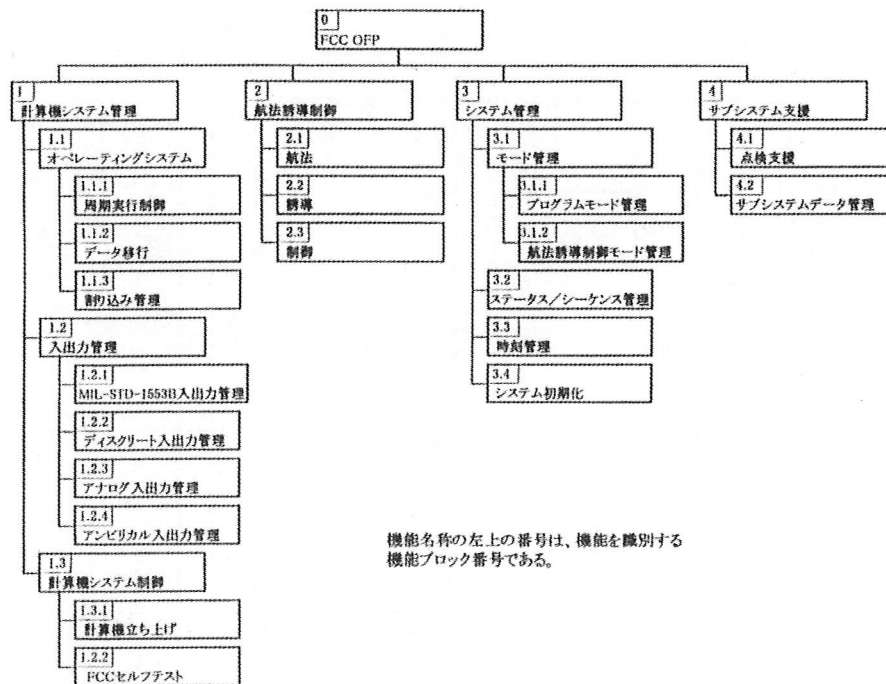 0
FCC OFP
1
計算機システム管理
1.1
オペレーティングシステム
1.1.1
周期実行制御
1.1.2
データ移行
1.1.3
割り込み管理
1.2
入出力管理
1.2.1
MIL-STD-1553B入出力管理
1.2.2
ディスクリート入出力管理
1.2.3
アナログ入出力管理
1.2.4
アンビリカル入出力管理
1.3
計算機システム制御
1.3.1
計算機立ち上げ
1.2.2
FCCセルフテスト
2
航法誘導制御
2.1
航法
2.2
誘導
2.3
制御
3
システム管理
3.1
モード管理
3.1.1
プログラムモード管理
3.1.2
航法誘導制御モード管理
3.2
ステータス／シーケンス管理
3.3
時刻管理
3.4
システム初期化
4
サブシステム支援
4.1
点検支援
4.2
サブシステムデータ管理
機能名称の左上の番号は、機能を識別する
機能ブロック番号である。